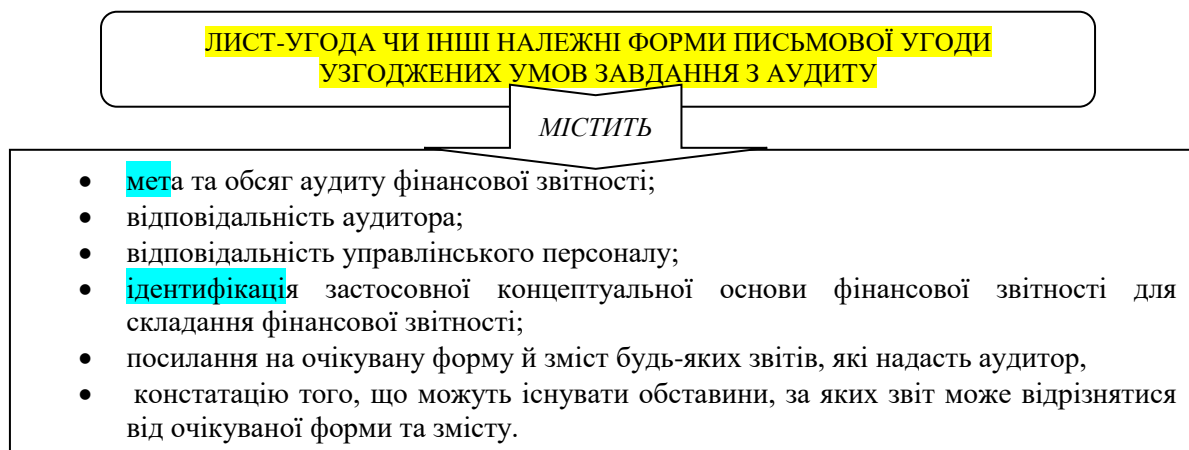 ЛИСТ-УГОДА ЧИ ІНШІ НАЛЕЖНІ ФОРМИ ПИСЬМОВОЇ УГОДИ
УЗГОДЖЕНИХ УМОВ ЗАВДАННЯ З АУДИТУ
МІСТИТЬ
• мета та обсяг аудиту фінансової звітності;
• відповідальність аудитора;
• відповідальність управлінського персоналу;
• ідентифікація застосовної концептуальної основи фінансової звітності для
складання фінансової звітності;
• посилання на очікувану форму й зміст будь-яких звітів, які надасть аудитор,
• констатацію того, що можуть існувати обставини, за яких звіт може відрізнятися
від очікуваної форми та змісту.